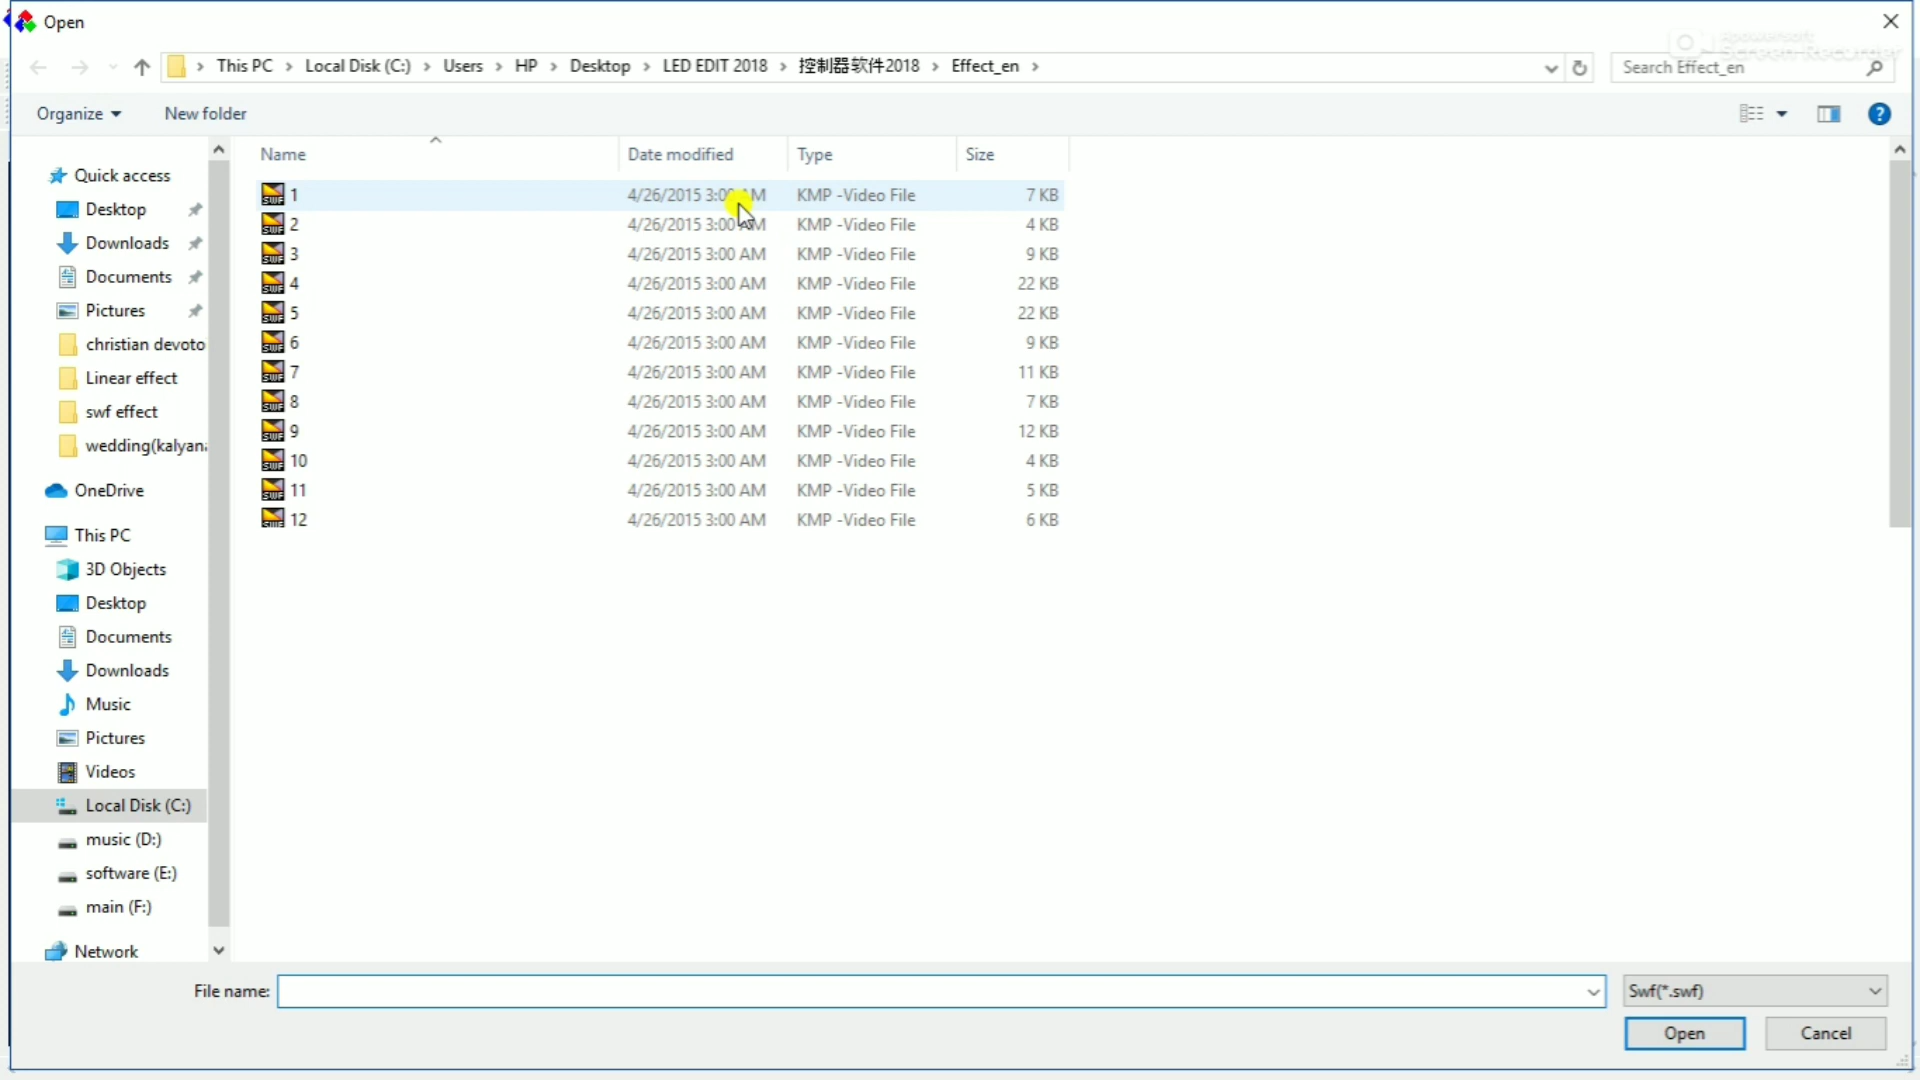 Open
Apowersoft
Screen Recorder
This PC > Local Disk (C:) > Users > HP > Desktop > LED EDIT 2018 > 控制器软件2018 > Effect_en >
Search Effect_en
Organize
New folder
Name Date modified Type Size
1 4/26/2015 3:00 AM KMP -Video File 7 KB
2 4/26/2015 3:00 AM KMP -Video File 4 KB
3 4/26/2015 3:00 AM KMP -Video File 9 KB
4 4/26/2015 3:00 AM KMP -Video File 22 KB
5 4/26/2015 3:00 AM KMP -Video File 22 KB
6 4/26/2015 3:00 AM KMP -Video File 9 KB
7 4/26/2015 3:00 AM KMP -Video File 11 KB
8 4/26/2015 3:00 AM KMP -Video File 7 KB
9 4/26/2015 3:00 AM KMP -Video File 12 KB
10 4/26/2015 3:00 AM KMP -Video File 4 KB
11 4/26/2015 3:00 AM KMP -Video File 5 KB
12 4/26/2015 3:00 AM KMP -Video File 6 KB
Quick access
Desktop
Downloads
Documents
Pictures
christian devoto
Linear effect
swf effect
wedding(kalyana
OneDrive
This PC
3D Objects
Desktop
Documents
Downloads
Music
Pictures
Videos
Local Disk (C:)
music (D:)
software (E:)
main (F:)
Network
File name:
Swf(*.swf)
Open
Cancel